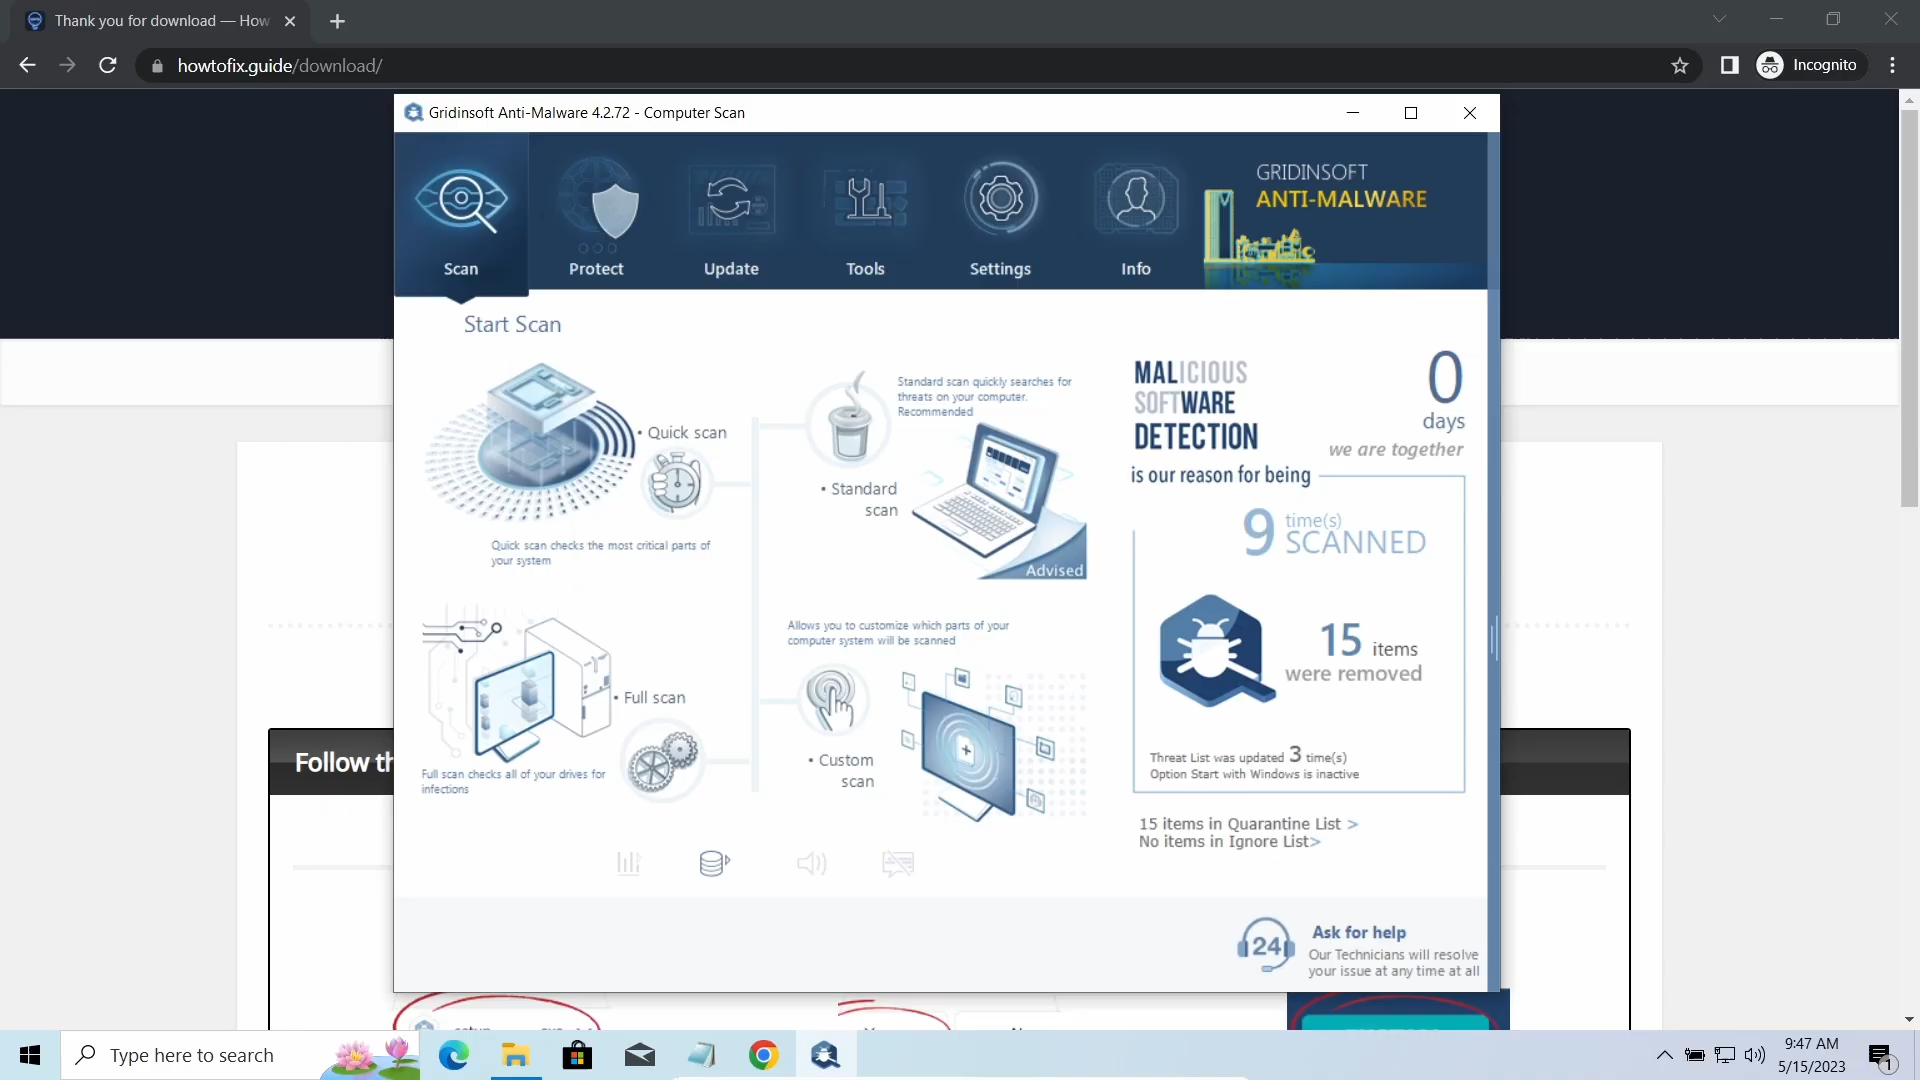 Thank you for download — How
howtofix.guide/download/
Incognito
Gridinsoft Anti-Malware 4.2.72 - Computer Scan
Scan
Protect
Update
Tools
Settings
Info
GRIDINSOFT
ANTI-MALWARE
Start Scan
• Quick scan
Quick scan checks the most critical parts of
your system
Standard scan quickly searches for
threats on your computer.
Recommended
• Standard
scan
Advised
• Full scan
Full scan checks all of your drives for
infections
Allows you to customize which parts of your
computer system will be scanned
• Custom
scan
MALICIOUS
SOFTWARE
DETECTION
is our reason for being
0
days
we are together
9 time(s)
SCANNED
15 items
were removed
Threat List was updated 3 time(s)
Option Start with Windows is inactive
15 items in Quarantine List >
No items in Ignore List>
24
Ask for help
Our Technicians will resolve
your issue at any time at all
Follow th
Type here to search
9:47 AM
5/15/2023
1